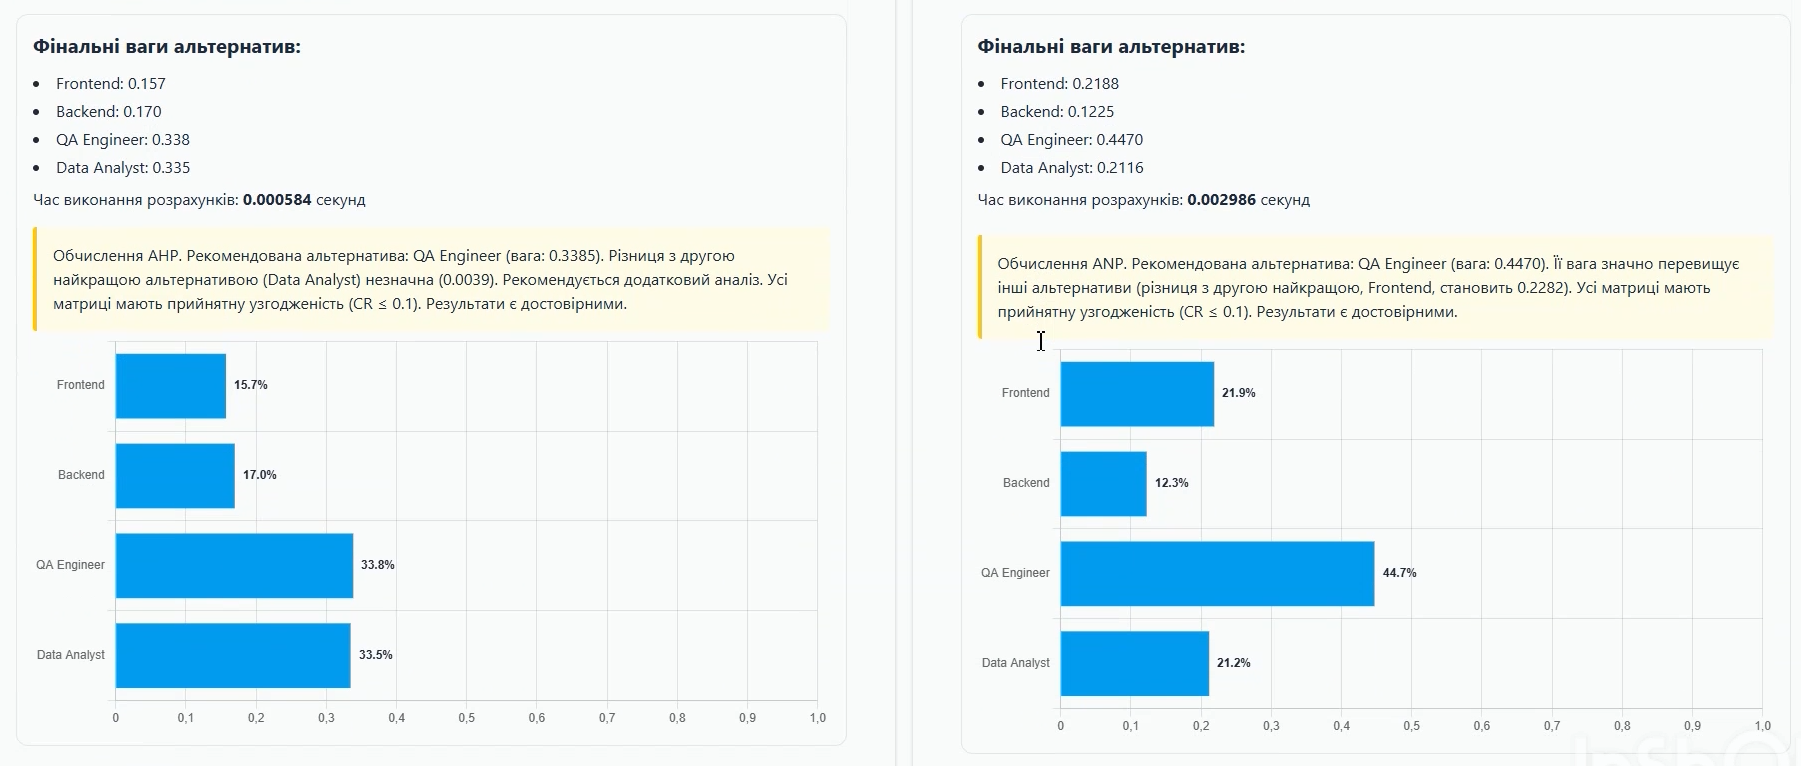 Фінальні ваги альтернатив:
• Frontend: 0.157
• Backend: 0.170
• QA Engineer: 0.338
• Data Analyst: 0.335
Час виконання розрахунків: 0.000584 секунд
Обчислення AHP. Рекомендована альтернатива: QA Engineer (вага: 0.3385). Різниця з другою
найкращою альтернативою (Data Analyst) незначна (0.0039). Рекомендується додатковий аналіз. Усі
матриці мають прийнятну узгодженість (CR ≤ 0.1). Результати є достовірними.
Frontend 15.7%
Backend 17.0%
QA Engineer 33.8%
Data Analyst 33.5%
0 0,1 0,2 0,3 0,4 0,5 0,6 0,7 0,8 0,9 1,0
Фінальні ваги альтернатив:
• Frontend: 0.2188
• Backend: 0.1225
• QA Engineer: 0.4470
• Data Analyst: 0.2116
Час виконання розрахунків: 0.002986 секунд
Обчислення ANP. Рекомендована альтернатива: QA Engineer (вага: 0.4470). Її вага значно перевищує
інші альтернативи (різниця з другою найкращою, Frontend, становить 0.2282). Усі матриці мають
прийнятну узгодженість (CR ≤ 0.1). Результати є достовірними.
Frontend 21.9%
Backend 12.3%
QA Engineer 44.7%
Data Analyst 21.2%
0 0,1 0,2 0,3 0,4 0,5 0,6 0,7 0,8 0,9 1,0